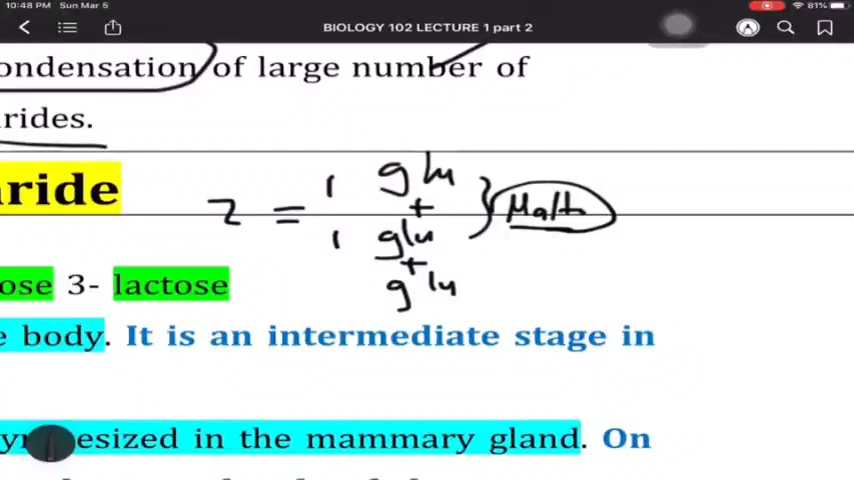 10:48 PM Sun Mar 5 81%
BIOLOGY 102 LECTURE 1 part 2
ondensation of large number of
rides.
ride
2 = 1 glu
+
1 glu
+
glu
Malt
ose 3- lactose
e body. It is an intermediate stage in
esized in the mammary gland. On